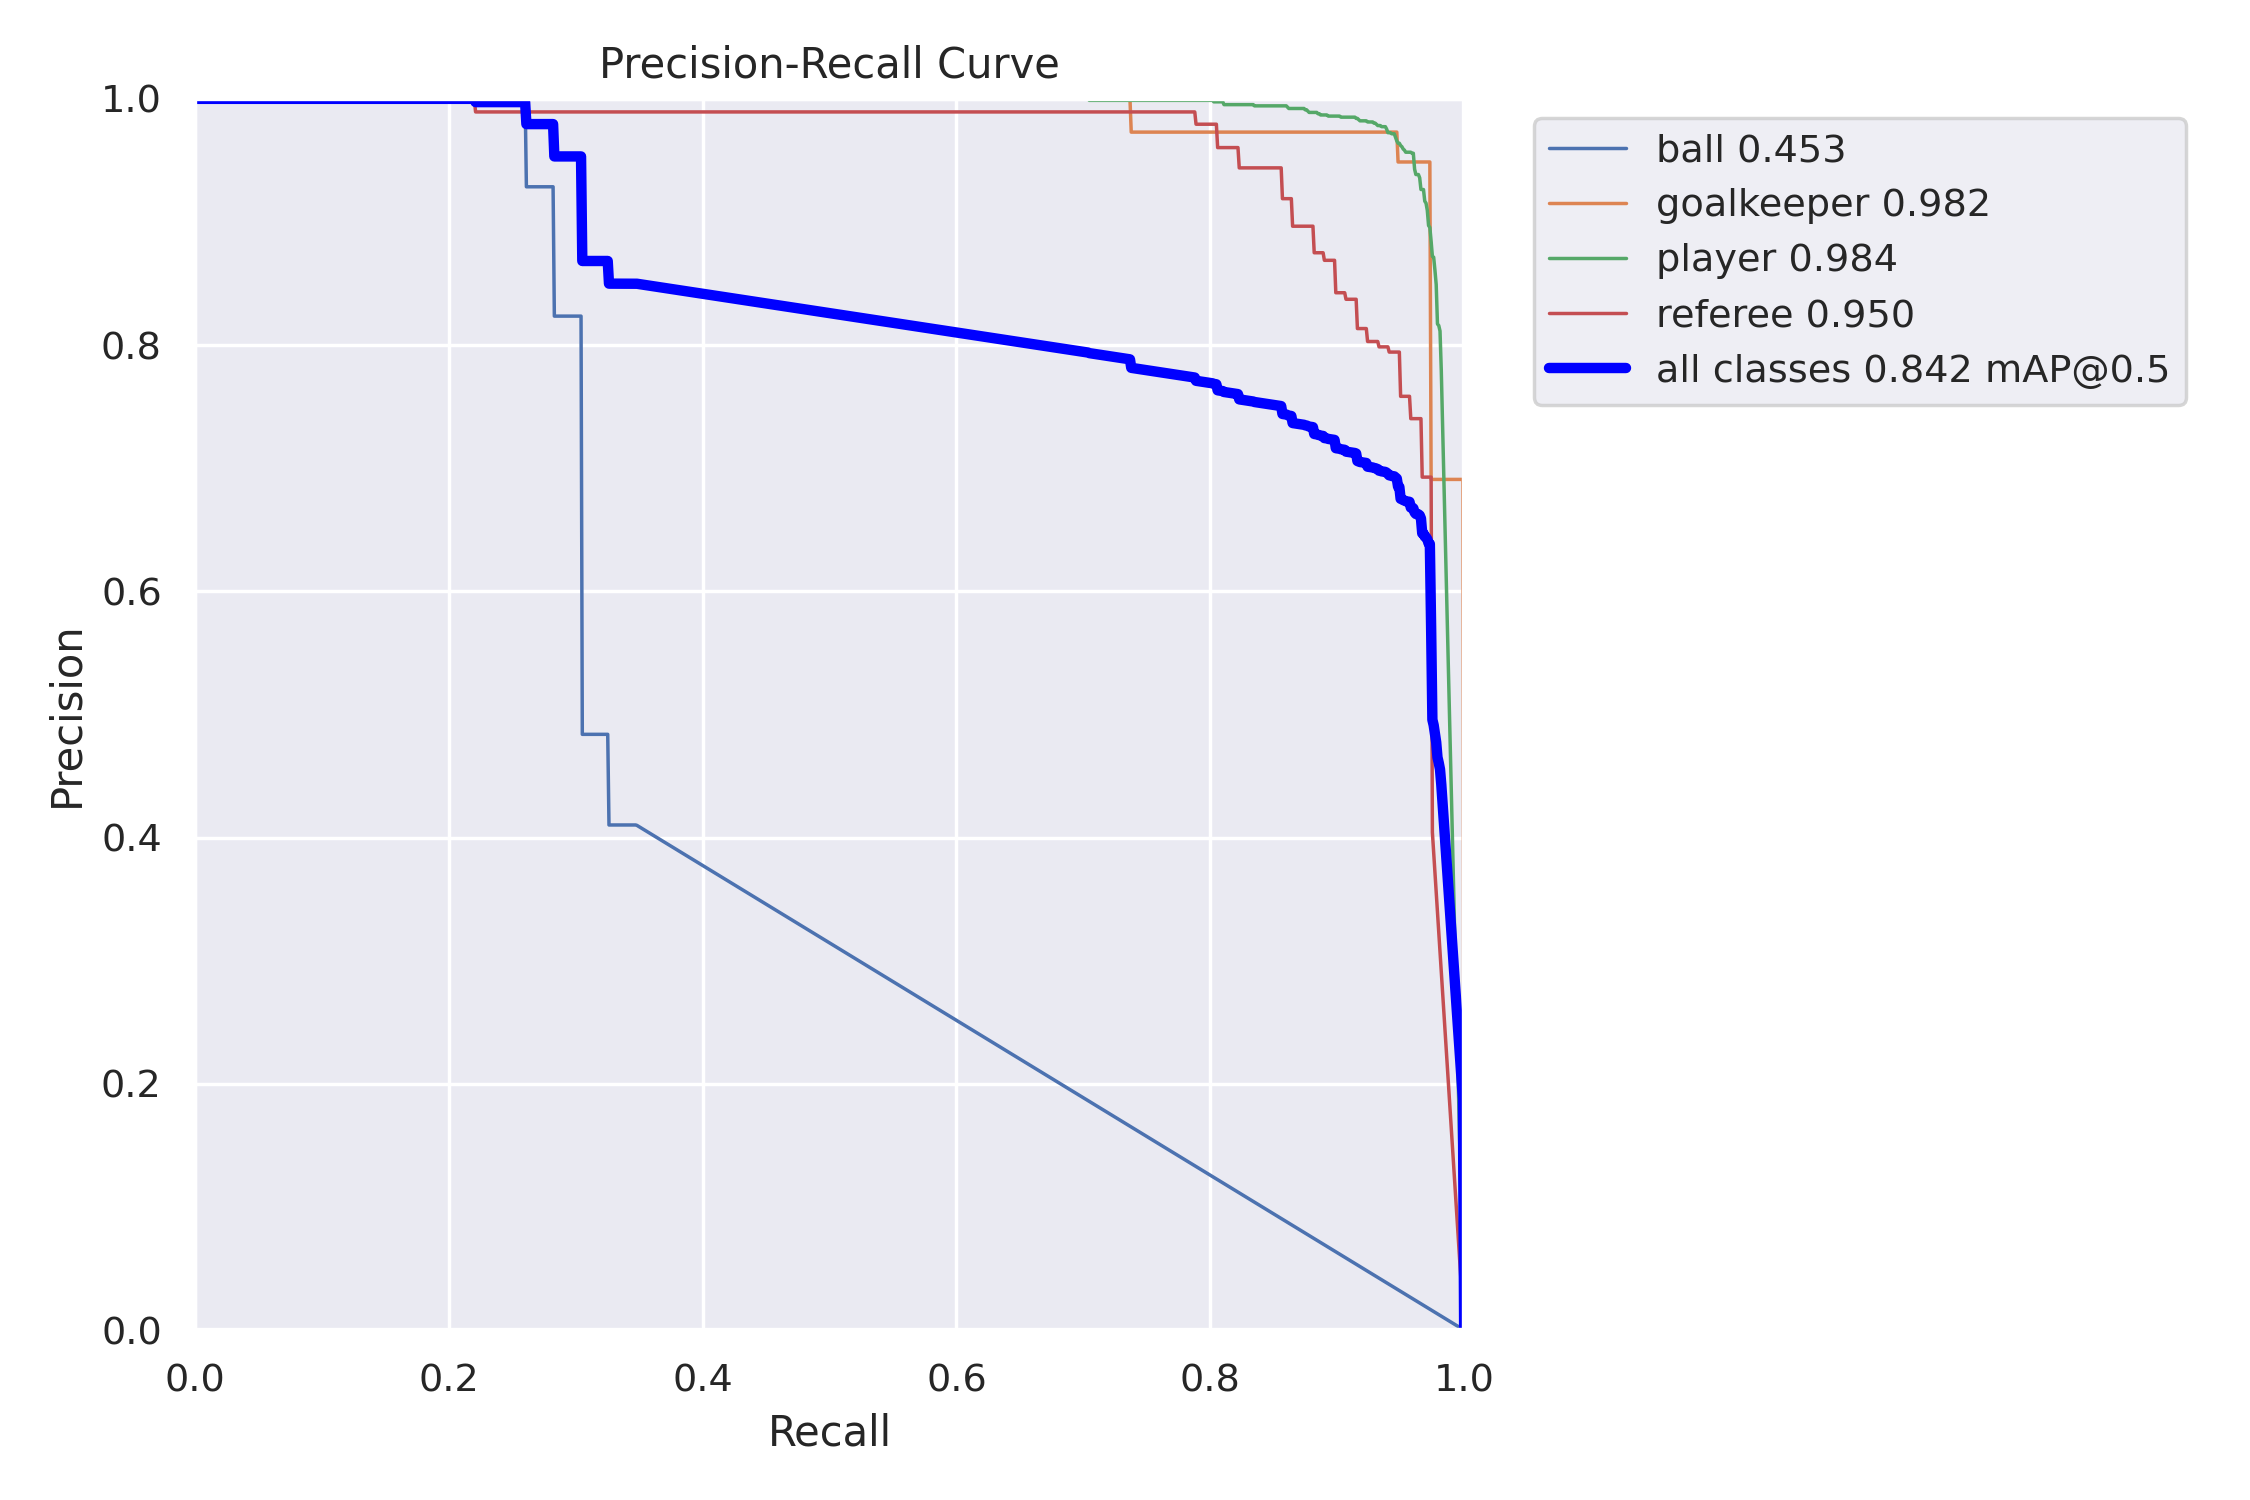 Precision-Recall Curve
1.0
0.8
0.6
0.4
0.2
0.0
Precision
0.0 0.2 0.4 0.6 0.8 1.0
Recall
ball 0.453
goalkeeper 0.982
player 0.984
referee 0.950
all classes 0.842 mAP@0.5